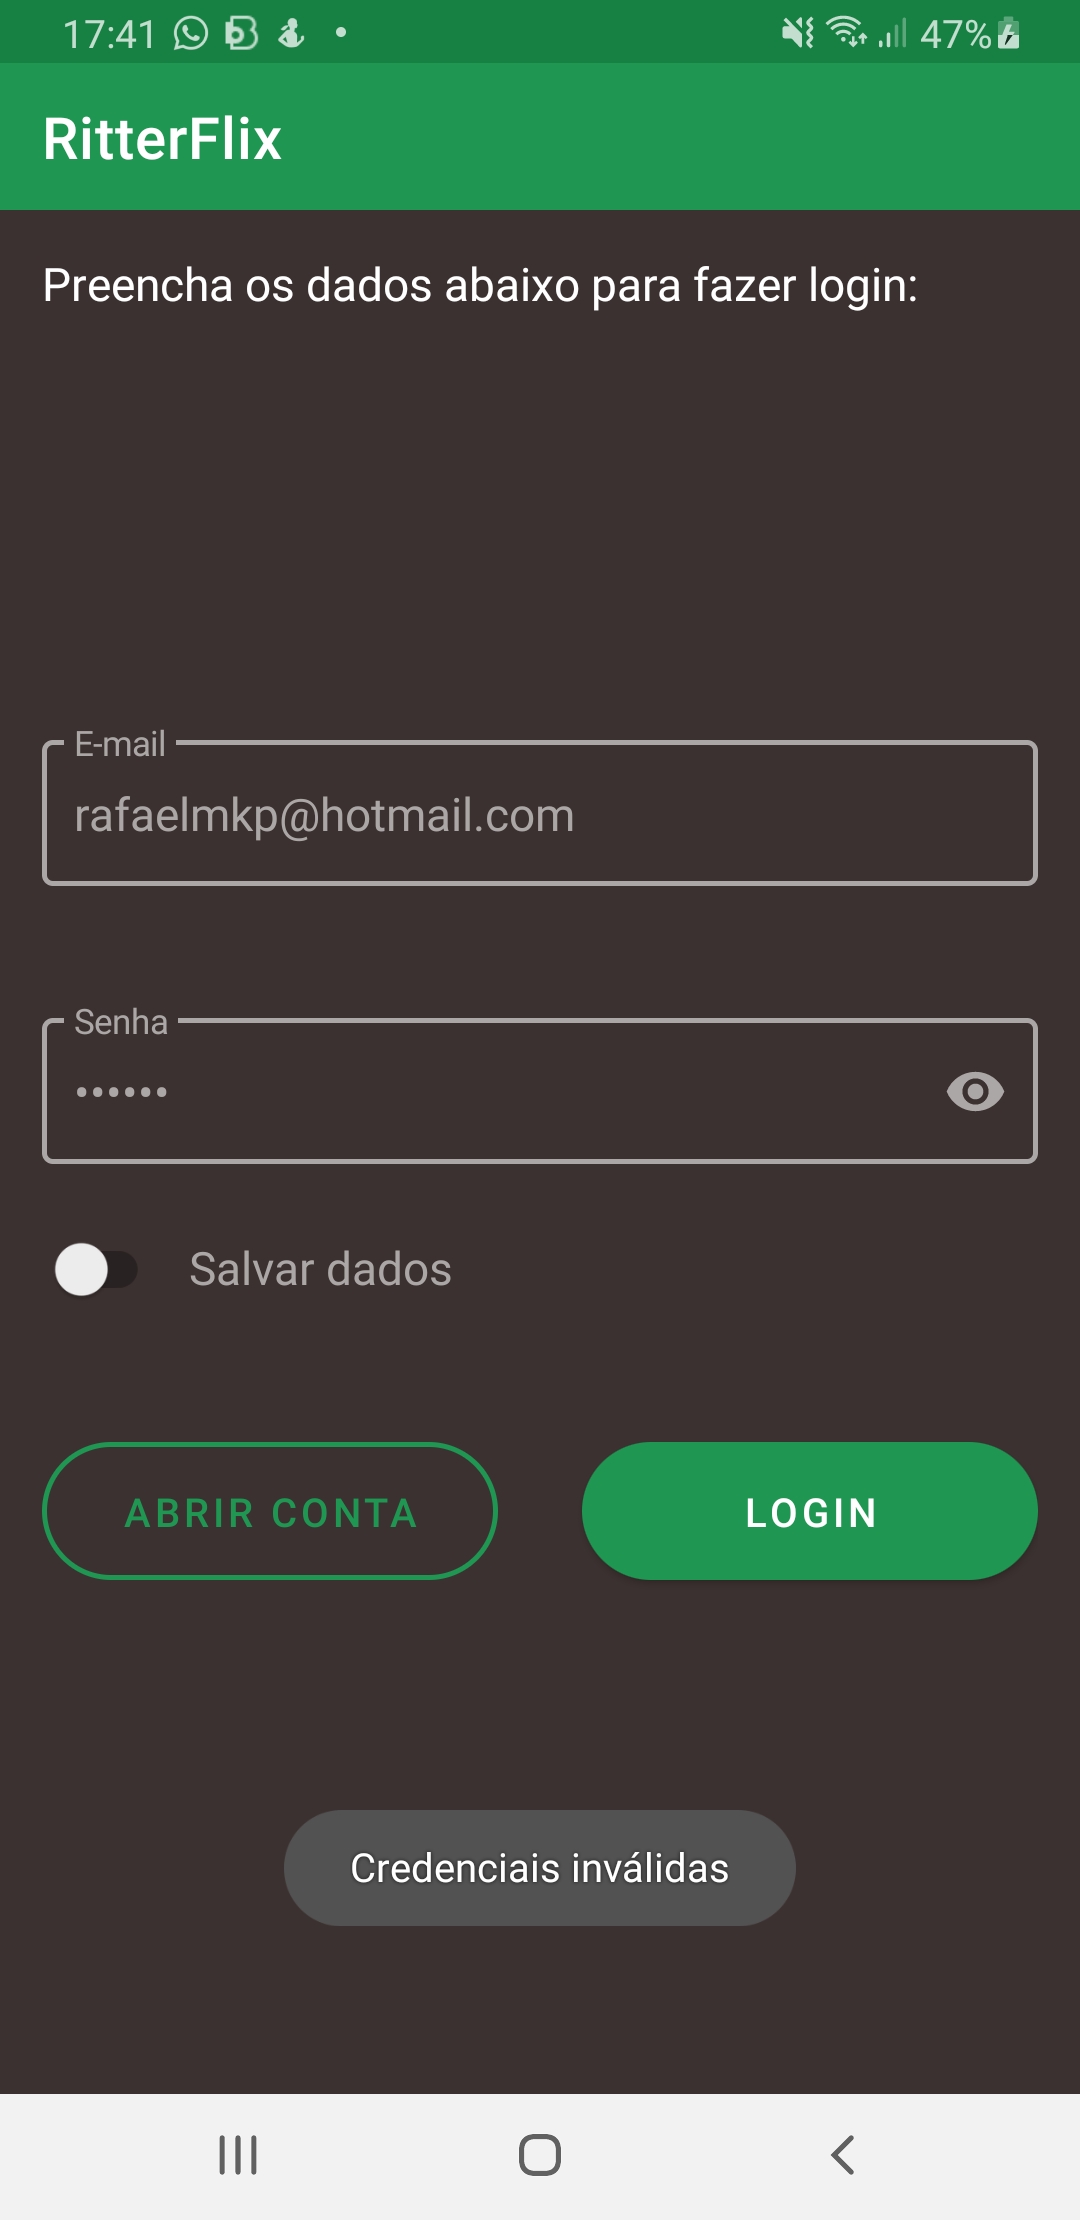 17:41
47%
RitterFlix
Preencha os dados abaixo para fazer login:
E-mail
rafaelmkp@hotmail.com
Senha
••••••
Salvar dados
ABRIR CONTA
LOGIN
Credenciais inválidas